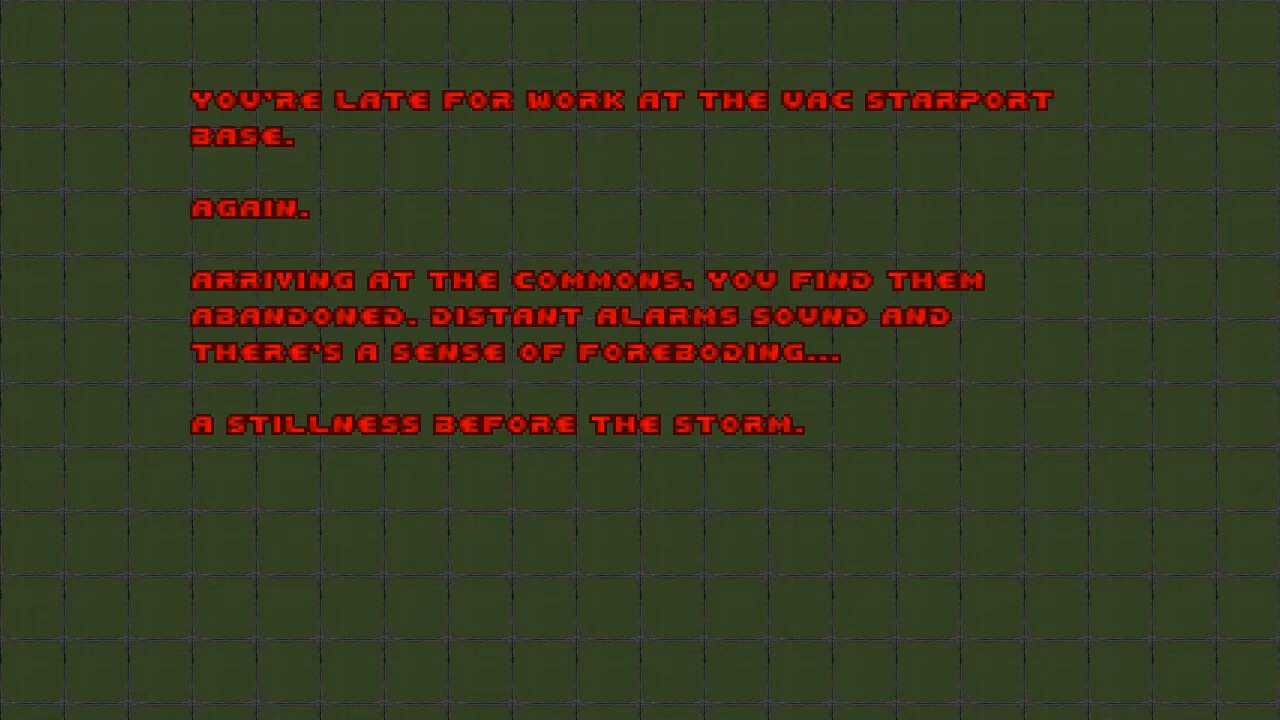 YOU'RE LATE FOR WORK AT THE VAC STARPORT
BASE.
AGAIN.
ARRIVING AT THE COMMONS, YOU FIND THEM
ABANDONED. DISTANT ALARMS SOUND AND
THERE'S A SENSE OF FOREBODING...
A STILLNESS BEFORE THE STORM.